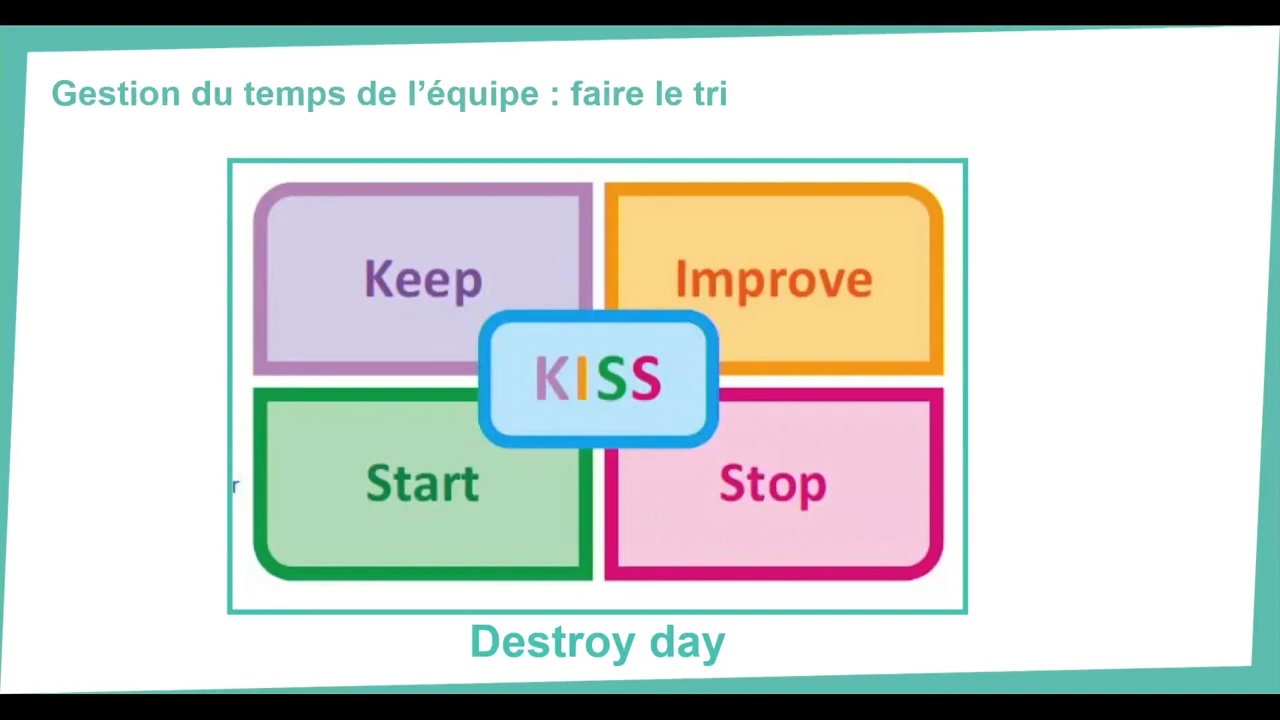 Gestion du temps de l’équipe : faire le tri
Keep
Improve
KISS
Start
Stop
r
Destroy day